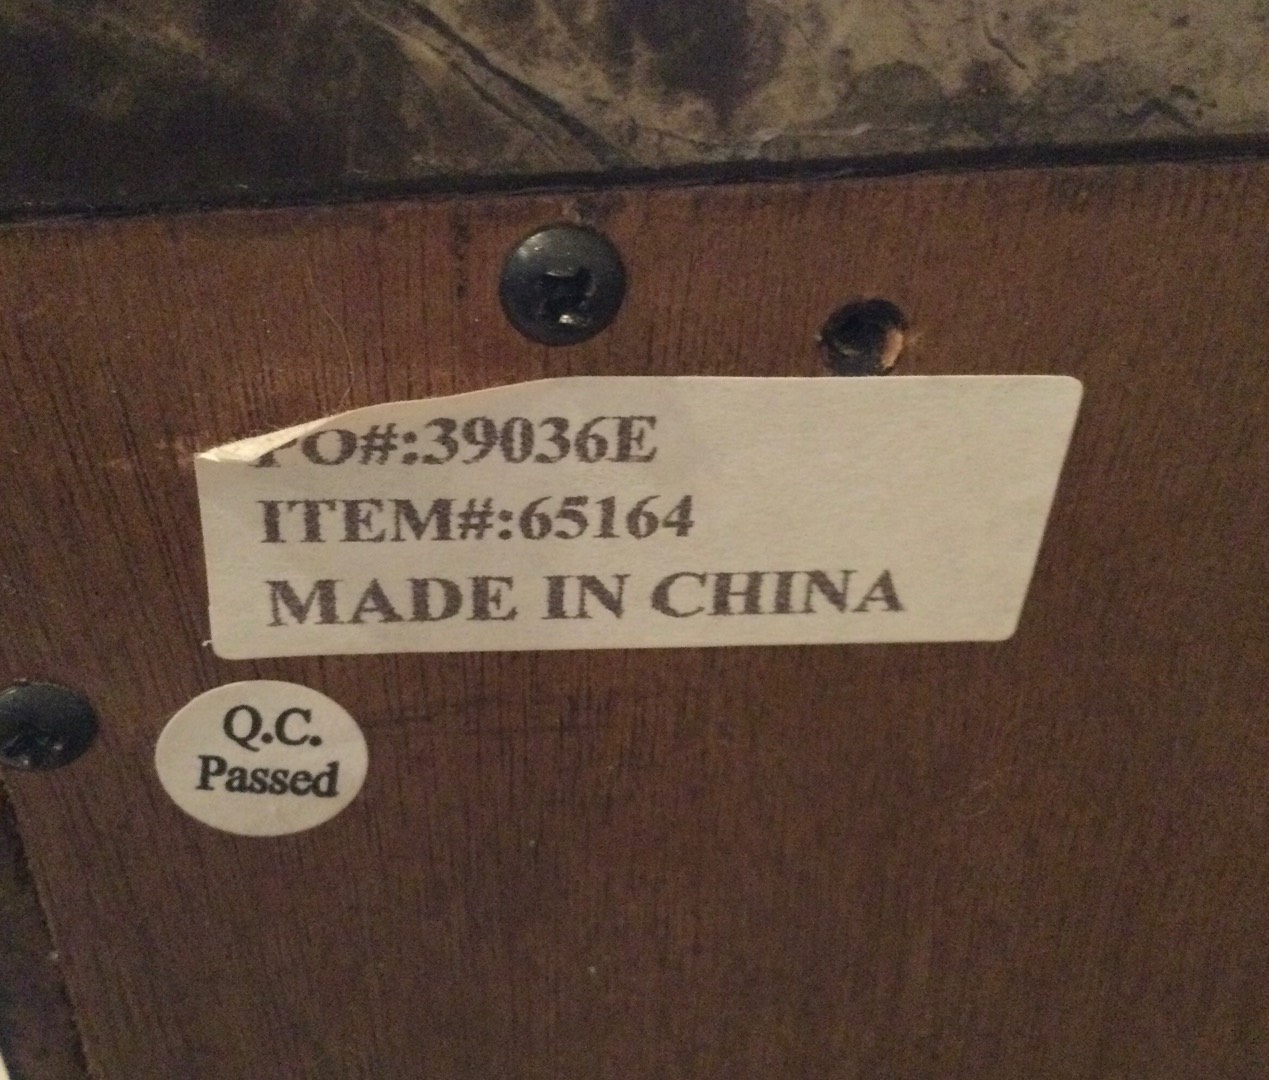 PO#:39036E
ITEM#:65164
MADE IN CHINA
Q.C.
Passed